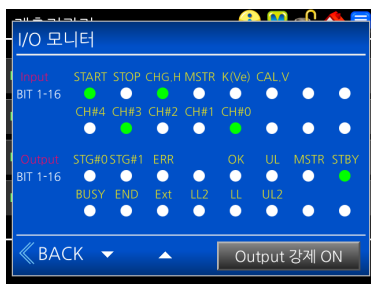 I/O 모니터
Input START STOP CHG.H MSTR K(Ve) CAL.V
BIT 1-16
CH#4 CH#3 CH#2 CH#1 CH#0
Output STG#0 STG#1 ERR OK UL MSTR STBY
BIT 1-16
BUSY END Ext LL2 LL UL2
BACK Output 강제 ON